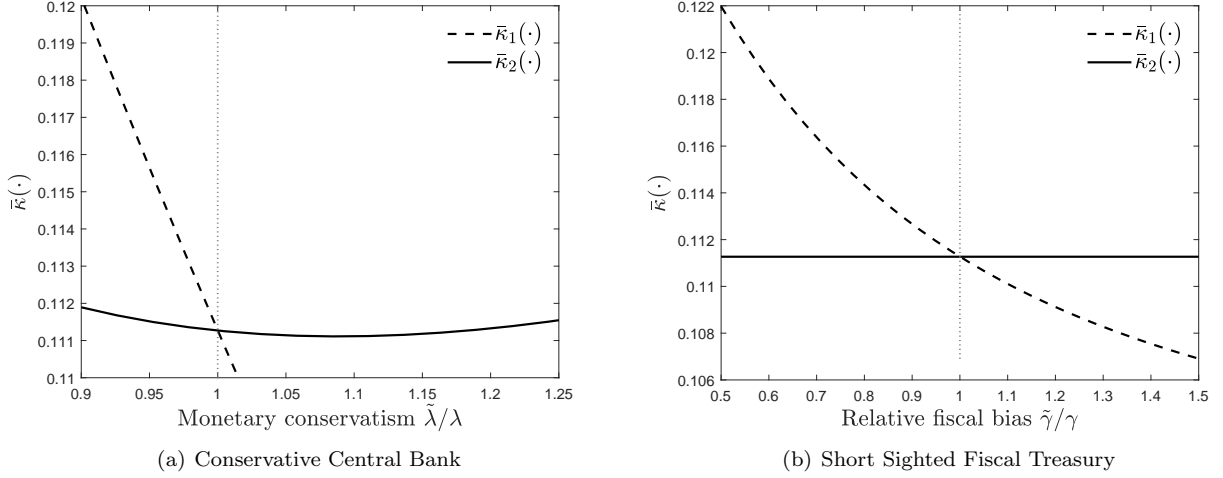 0.12
0.119
0.118
0.117
0.116
0.115
0.114
0.113
0.112
0.111
0.11
κ̄(·)
κ̄₁(·)
κ̄₂(·)
0.9 0.95 1 1.05 1.1 1.15 1.2 1.25
Monetary conservatism λ̃/λ
(a) Conservative Central Bank
0.122
0.12
0.118
0.116
0.114
0.112
0.11
0.108
0.106
κ̄(·)
κ̄₁(·)
κ̄₂(·)
0.5 0.6 0.7 0.8 0.9 1 1.1 1.2 1.3 1.4 1.5
Relative fiscal bias γ̃/γ
(b) Short Sighted Fiscal Treasury